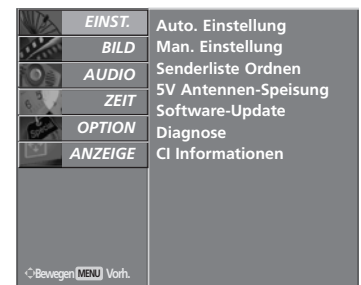 EINST.
BILD
AUDIO
ZEIT
OPTION
ANZEIGE
Auto. Einstellung
Man. Einstellung
Senderliste Ordnen
5V Antennen-Speisung
Software-Update
Diagnose
CI Informationen
Bewegen MENU Vorh.